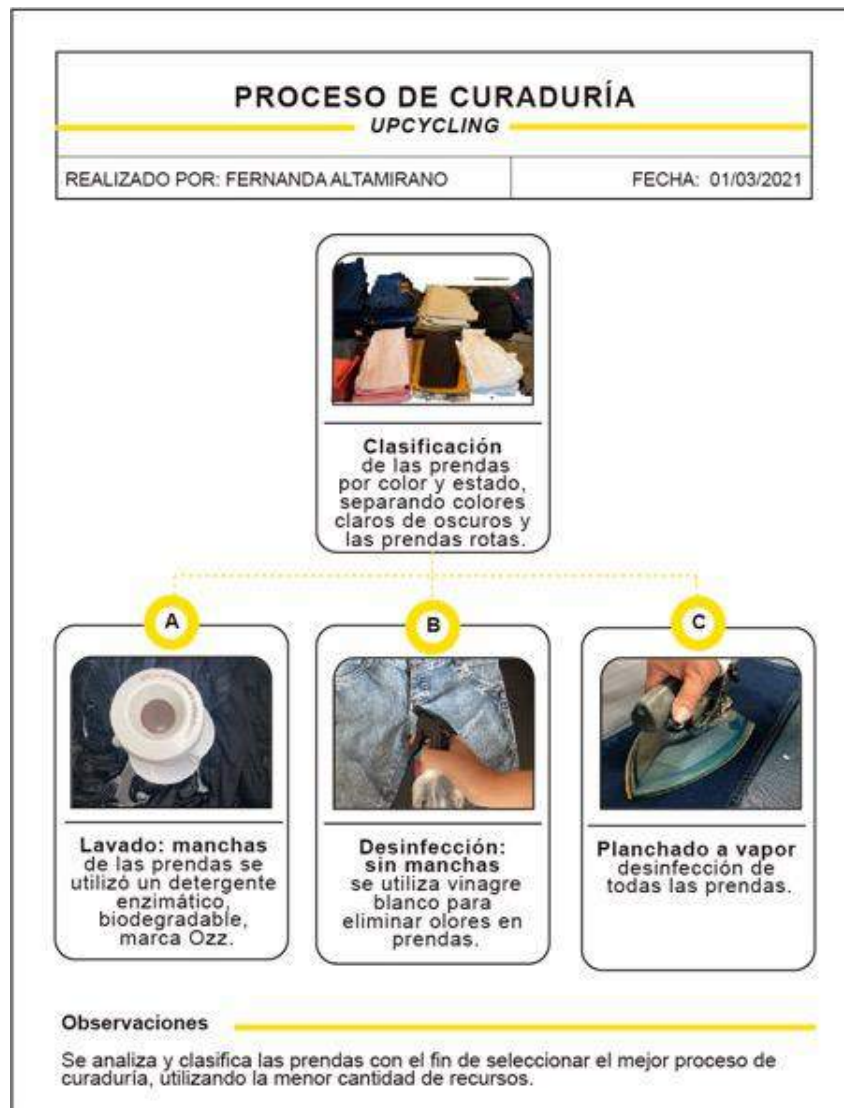 PROCESO DE CURADURÍA
UPCYCLING
REALIZADO POR: FERNANDA ALTAMIRANO
FECHA: 01/03/2021
Clasificación
de las prendas
por color y estado,
separando colores
claros de oscuros y
las prendas rotas.
A
B
C
Lavado: manchas
de las prendas se
utilizó un detergente
enzimático,
biodegradable,
marca Ozz.
Desinfección:
sin manchas
se utiliza vinagre
blanco para
eliminar olores en
prendas.
Planchado a vapor
desinfección de
todas las prendas.
Observaciones
Se analiza y clasifica las prendas con el fin de seleccionar el mejor proceso de
curaduría, utilizando la menor cantidad de recursos.